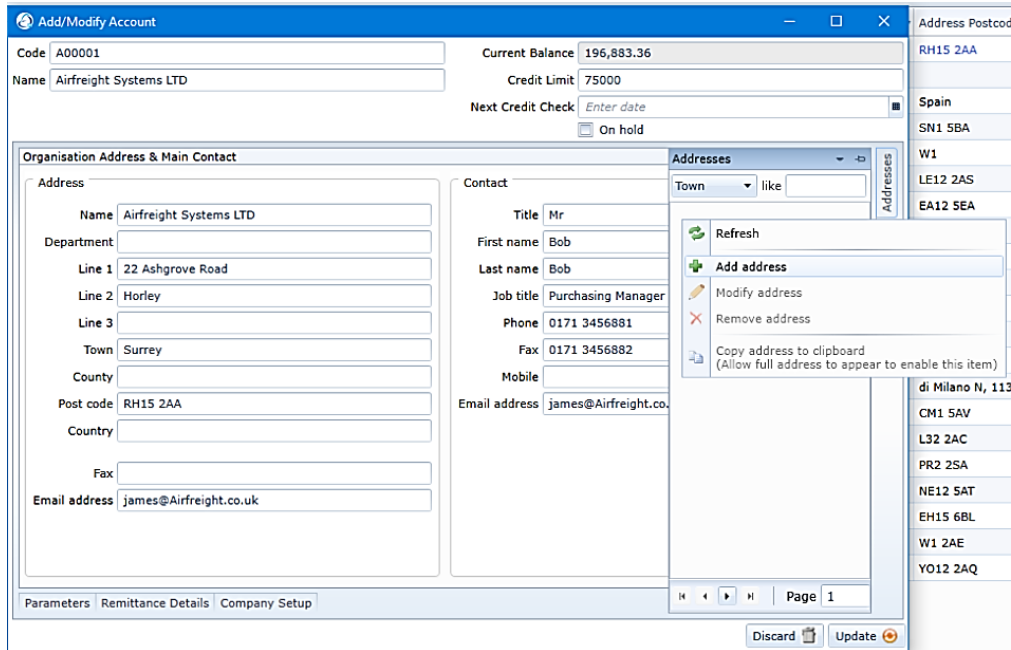 Add/Modify Account
Address Postcod
Code A00001 Current Balance 196,883.36
RH15 2AA
Name Airfreight Systems LTD Credit Limit 75000
Next Credit Check Enter date
Spain
On hold
SN1 5BA
Organisation Address & Main Contact Addresses
W1
Address Contact Town like
Addresses
LE12 2AS
Name Airfreight Systems LTD Title Mr
EA12 5EA
Department First name Bob Refresh
Line 1 22 Ashgrove Road Last name Bob Add address
Line 2 Horley Job title Purchasing Manager Modify address
Line 3 Phone 0171 3456881 Remove address
Town Surrey Fax 0171 3456882 Copy address to clipboard
(Allow full address to appear to enable this item)
County Mobile
di Milano N, 113
Post code RH15 2AA Email address james@Airfreight.co.
CM1 5AV
Country
L32 2AC
Fax
PR2 2SA
Email address james@Airfreight.co.uk
NE12 5AT
EH15 6BL
W1 2AE
YO12 2AQ
Parameters Remittance Details Company Setup Page 1
Discard Update